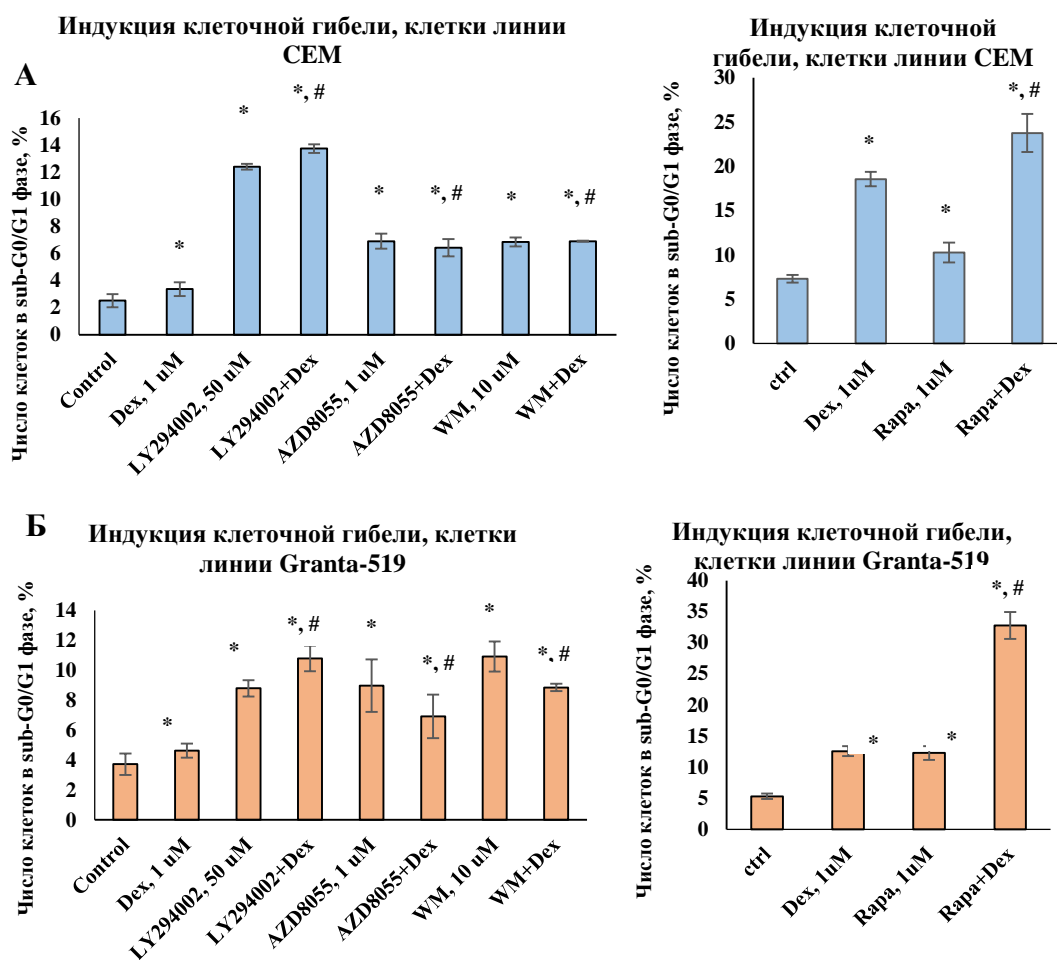 Индукция клеточной гибели, клетки линии
CEM
А
Число клеток в sub-G0/G1 фазе, %
16
14
12
10
8
6
4
2
0
*
*
*, #
*
*, #
*
*, #
Control
Dex, 1 uM
LY294002, 50 uM
LY294002+Dex
AZD8055, 1 uM
AZD8055+Dex
WM, 10 uM
WM+Dex
Индукция клеточной
гибели, клетки линии CEM
Число клеток в sub-G0/G1 фазе, %
30
25
20
15
10
5
0
*
*
*, #
ctrl
Dex, 1uM
Rapa, 1uM
Rapa+Dex
Б
Индукция клеточной гибели, клетки
линии Granta-519
Число клеток в sub-G0/G1 фазе, %
14
12
10
8
6
4
2
0
*
*
*, #
*
*, #
*
*, #
Control
Dex, 1 uM
LY294002, 50 uM
LY294002+Dex
AZD8055, 1 uM
AZD8055+Dex
WM, 10 uM
WM+Dex
Индукция клеточной гибели,
клетки линии Granta-519
Число клеток в sub-G0/G1 фазе, %
40
35
30
25
20
15
10
5
0
*
*
*, #
ctrl
Dex, 1uM
Rapa, 1uM
Rapa+Dex